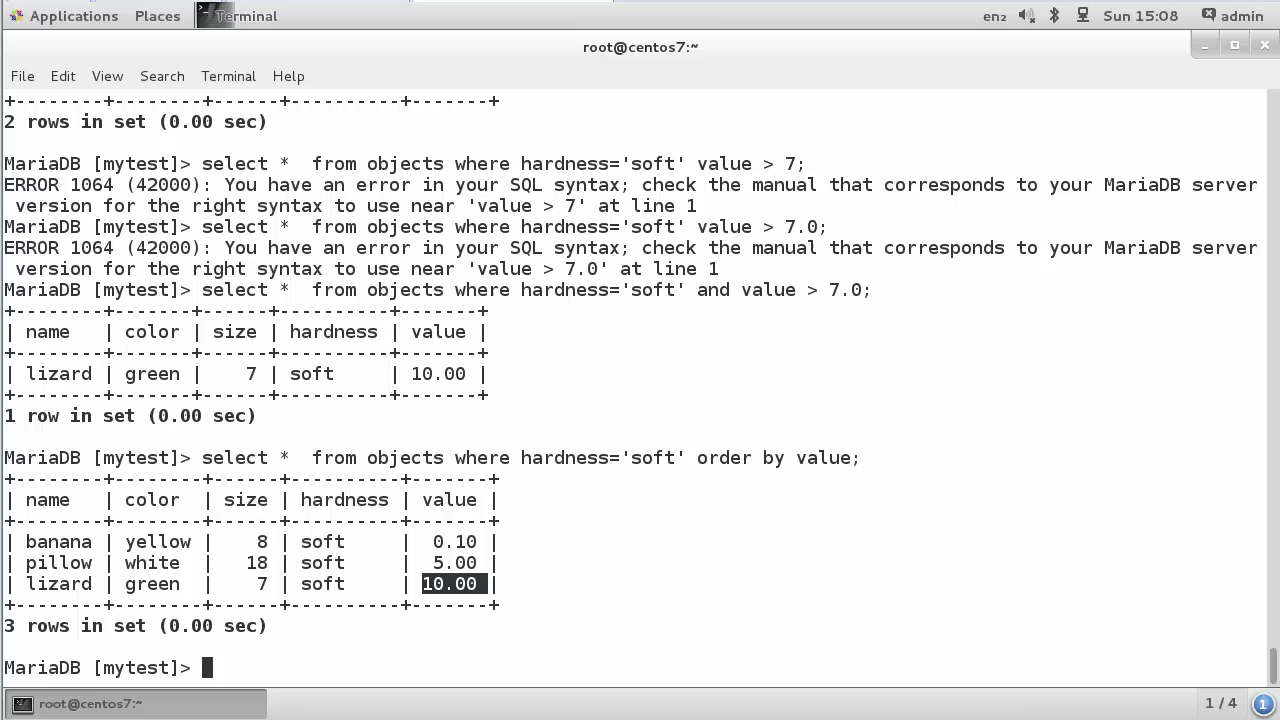 Applications Places Terminal en₂ Sun 15:08 admin
root@centos7:~
File Edit View Search Terminal Help
+--------+--------+------+----------+-------+
2 rows in set (0.00 sec)
MariaDB [mytest]> select *  from objects where hardness='soft' value > 7;
ERROR 1064 (42000): You have an error in your SQL syntax; check the manual that corresponds to your MariaDB server
 version for the right syntax to use near 'value > 7' at line 1
MariaDB [mytest]> select *  from objects where hardness='soft' value > 7.0;
ERROR 1064 (42000): You have an error in your SQL syntax; check the manual that corresponds to your MariaDB server
 version for the right syntax to use near 'value > 7.0' at line 1
MariaDB [mytest]> select *  from objects where hardness='soft' and value > 7.0;
+--------+-------+------+----------+-------+
| name   | color | size | hardness | value |
+--------+-------+------+----------+-------+
| lizard | green |    7 | soft     | 10.00 |
+--------+-------+------+----------+-------+
1 row in set (0.00 sec)
MariaDB [mytest]> select *  from objects where hardness='soft' order by value;
+--------+--------+------+----------+-------+
| name   | color  | size | hardness | value |
+--------+--------+------+----------+-------+
| banana | yellow |    8 | soft     |  0.10 |
| pillow | white  |   18 | soft     |  5.00 |
| lizard | green  |    7 | soft     | 10.00 |
+--------+--------+------+----------+-------+
3 rows in set (0.00 sec)
MariaDB [mytest]>
root@centos7:~ 1 / 4 1